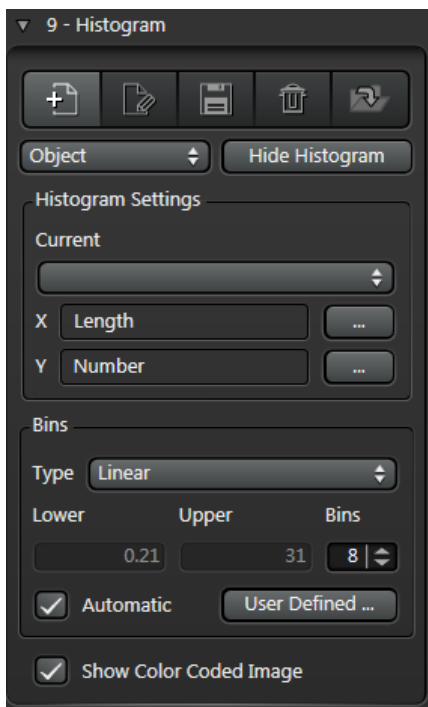 9 - Histogram
Object Hide Histogram
Histogram Settings
Current
X Length ...
Y Number ...
Bins
Type Linear
Lower Upper Bins
0.21 31 8
Automatic User Defined ...
Show Color Coded Image